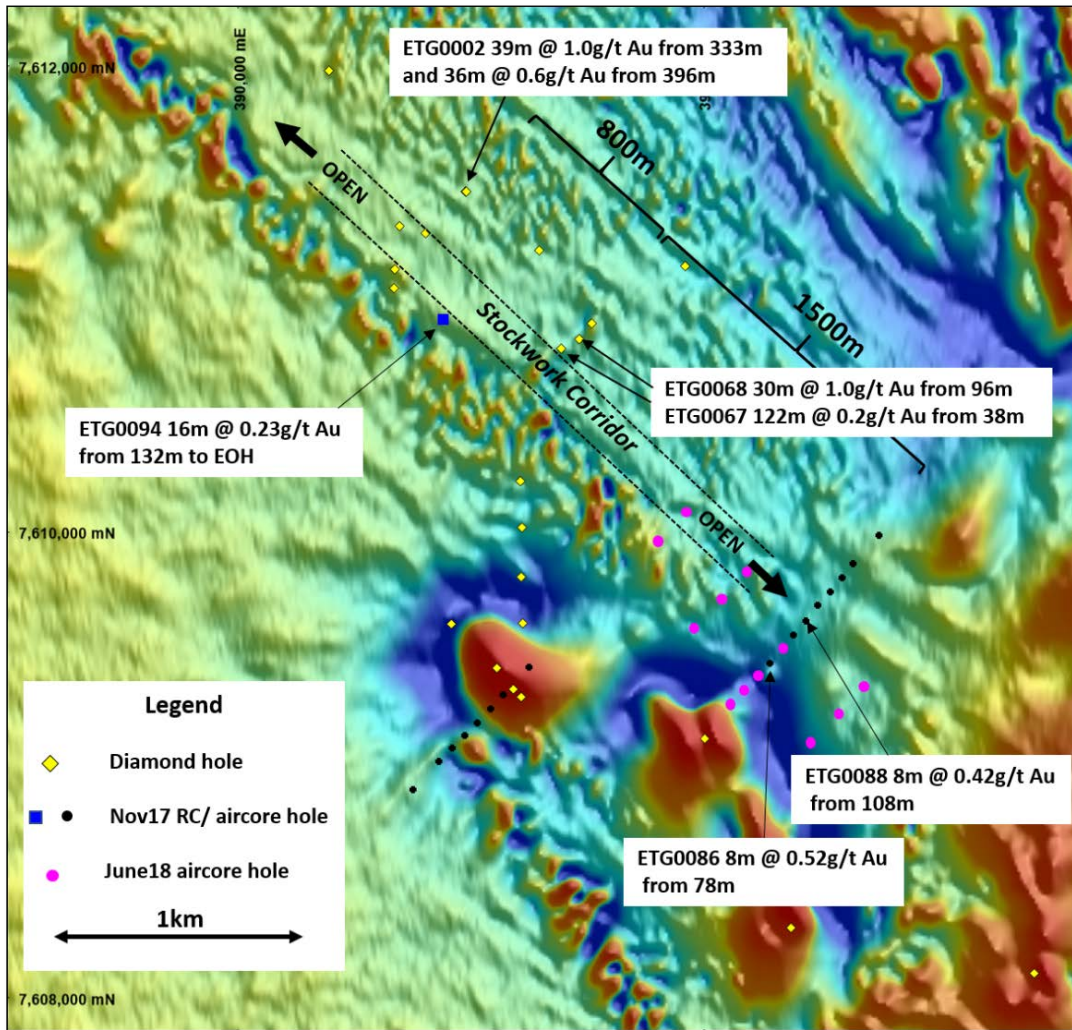 390,000 mE
7,612,000 mN
ETG0002 39m @ 1.0g/t Au from 333m
and 36m @ 0.6g/t Au from 396m
800m
OPEN
1500m
Stockwork Corridor
ETG0068 30m @ 1.0g/t Au from 96m
ETG0067 122m @ 0.2g/t Au from 38m
ETG0094 16m @ 0.23g/t Au
from 132m to EOH
7,610,000 mN
OPEN
Legend
Diamond hole
Nov17 RC/ aircore hole
June18 aircore hole
1km
ETG0088 8m @ 0.42g/t Au
from 108m
ETG0086 8m @ 0.52g/t Au
from 78m
7,608,000 mN